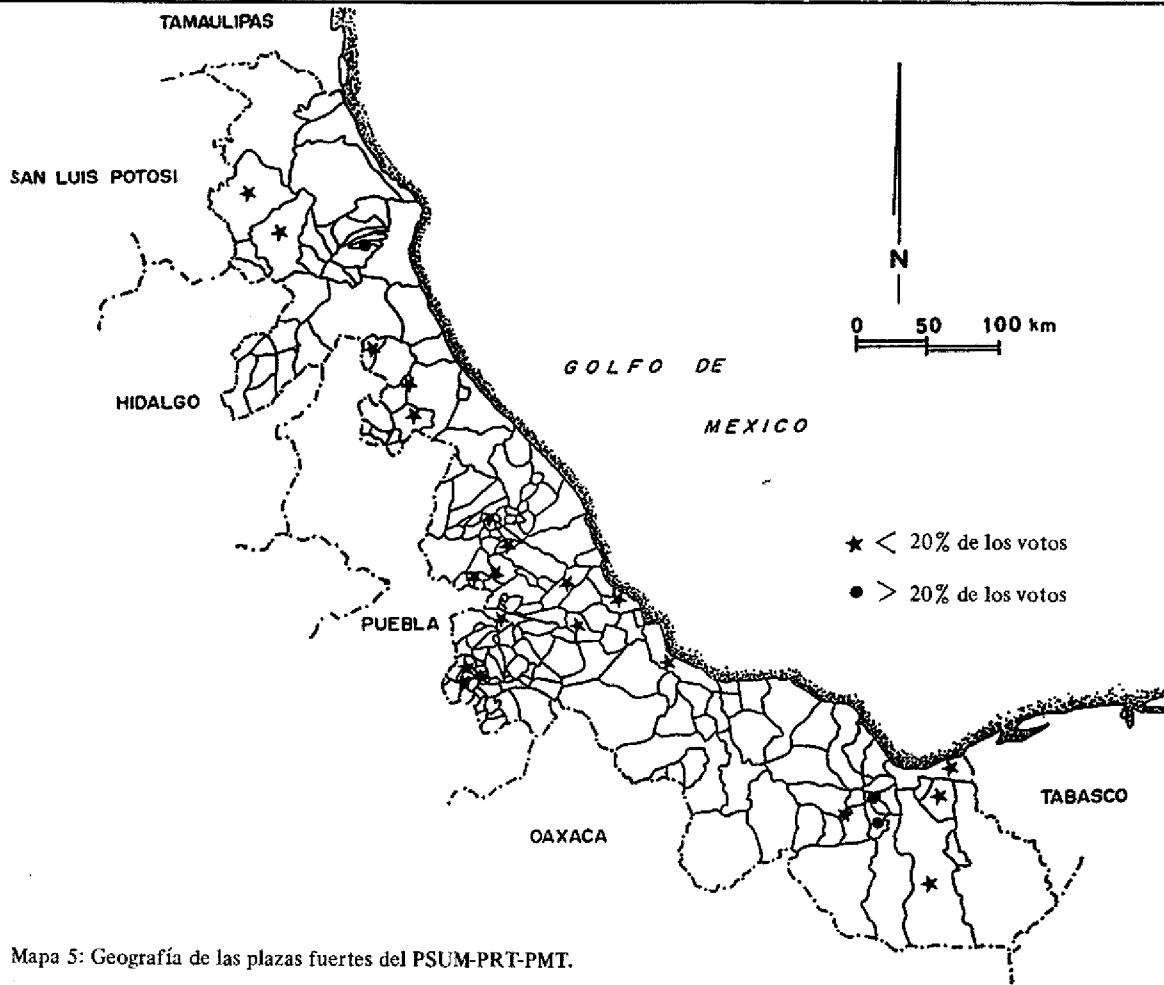 TAMAULIPAS
SAN LUIS POTOSI
N
0 50 100 km
GOLFO DE
MEXICO
HIDALGO
★ < 20% de los votos
● > 20% de los votos
PUEBLA
TABASCO
OAXACA
Mapa 5: Geografía de las plazas fuertes del PSUM-PRT-PMT.